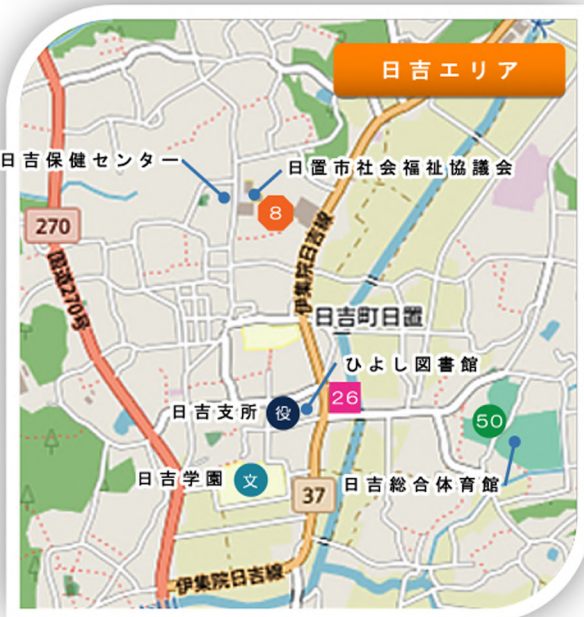 日吉エリア
日吉保健センター
日置市社会福祉協議会
8
270
国道270号
伊集院日吉線
日吉町日置
ひよし図書館
26
日吉支所
役
50
日吉学園
文
37
日吉総合体育館
伊集院日吉線